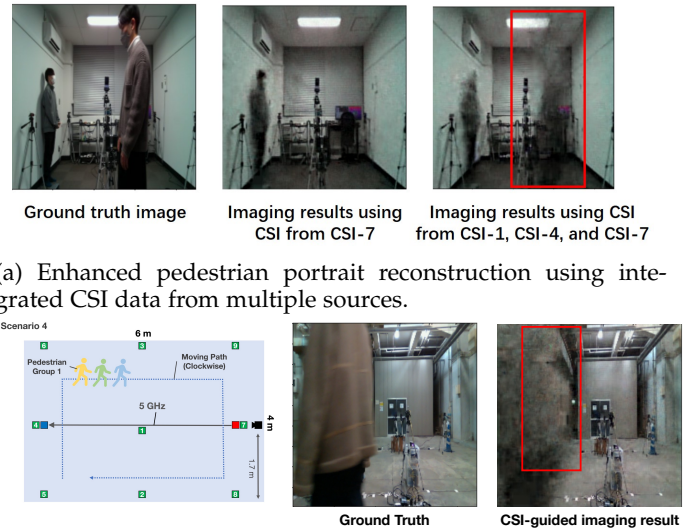 Ground truth image
Imaging results using
CSI from CSI-7
Imaging results using CSI
from CSI-1, CSI-4, and CSI-7
(a) Enhanced pedestrian portrait reconstruction using inte-
grated CSI data from multiple sources.
Scenario 4
6 m
6
3
9
Pedestrian
Group 1
Moving Path
(Clockwise)
5 GHz
4
1
7
4 m
1.7 m
5
2
8
Ground Truth
CSI-guided imaging result